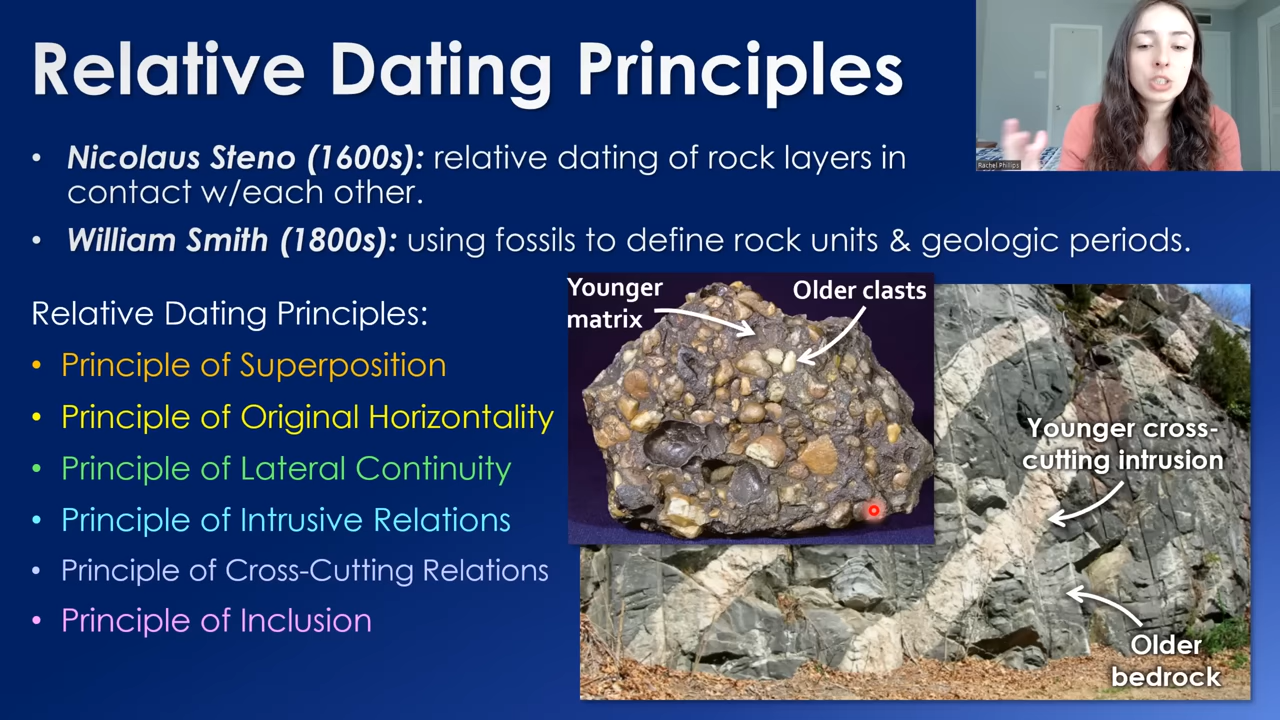 Relative Dating Principles
Rachel Phillips
• Nicolaus Steno (1600s): relative dating of rock layers in
contact w/each other.
• William Smith (1800s): using fossils to define rock units & geologic periods.
Relative Dating Principles:
• Principle of Superposition
• Principle of Original Horizontality
• Principle of Lateral Continuity
• Principle of Intrusive Relations
• Principle of Cross-Cutting Relations
• Principle of Inclusion
Younger
matrix
Older clasts
Younger cross-
cutting intrusion
Older
bedrock